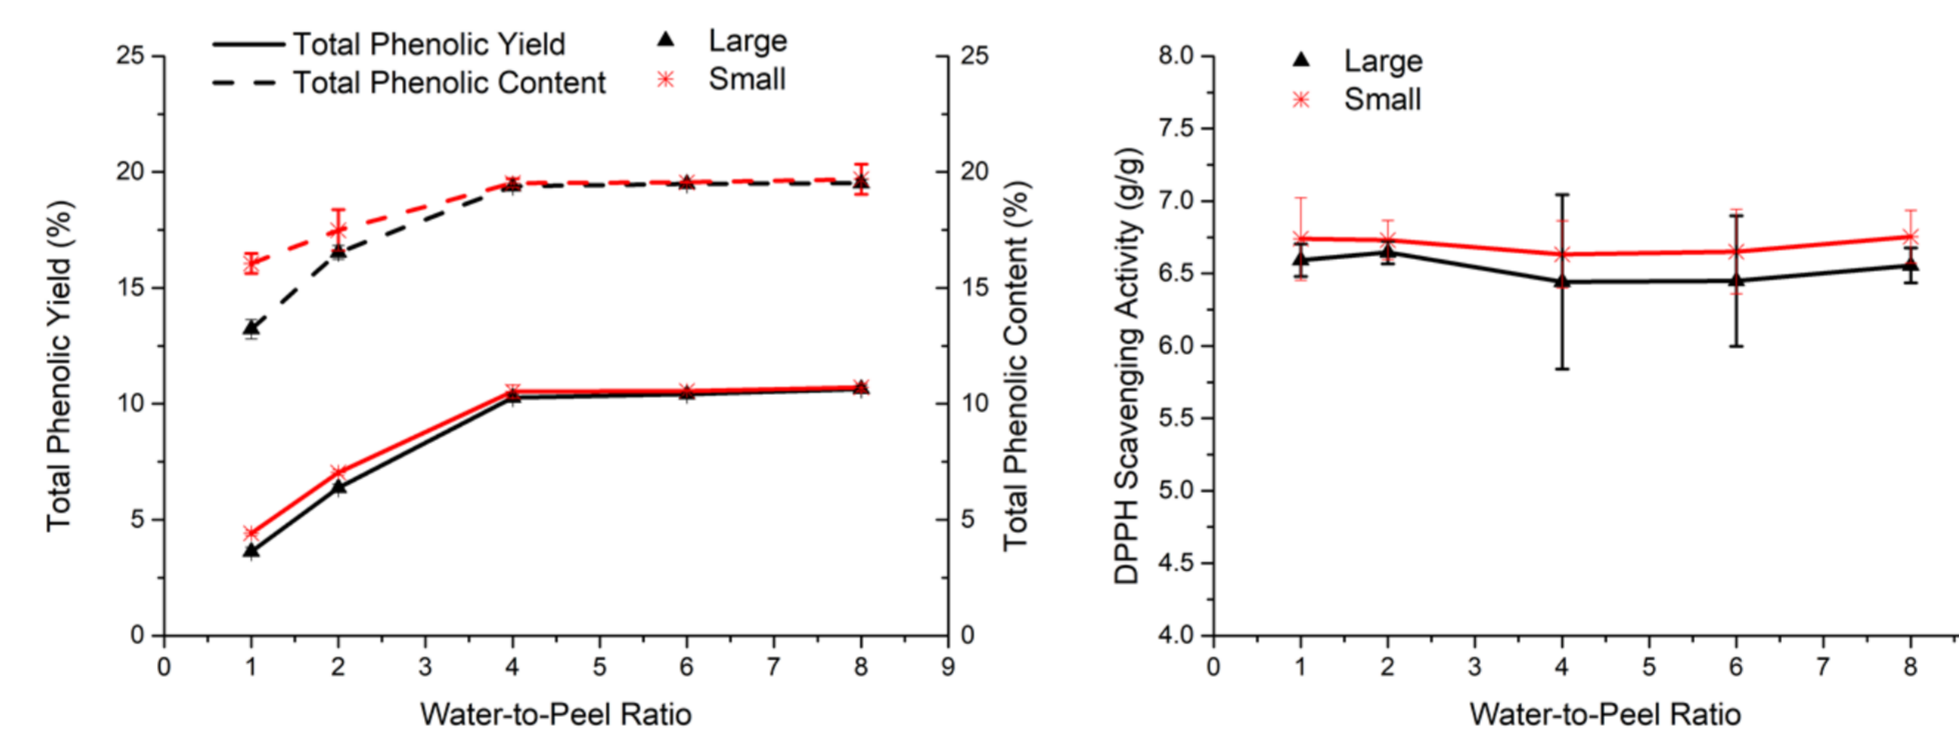 Total Phenolic Yield
Total Phenolic Content
Large
Small
25
20
15
10
5
0
Total Phenolic Yield (%)
0 1 2 3 4 5 6 7 8 9
Water-to-Peel Ratio
25
20
15
10
5
0
Total Phenolic Content (%)
Large
Small
8.0
7.5
7.0
6.5
6.0
5.5
5.0
4.5
4.0
DPPH Scavenging Activity (g/g)
0 1 2 3 4 5 6 7 8
Water-to-Peel Ratio